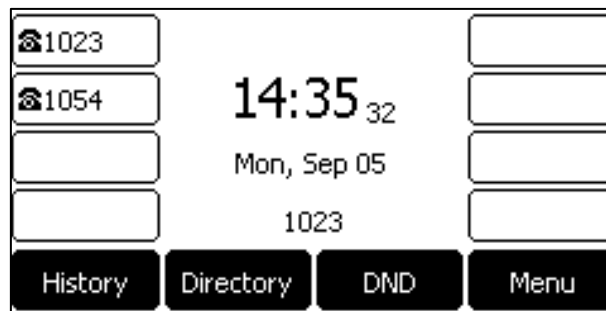 ☎1023
☎1054
14:35 32
Mon, Sep 05
1023
History Directory DND Menu